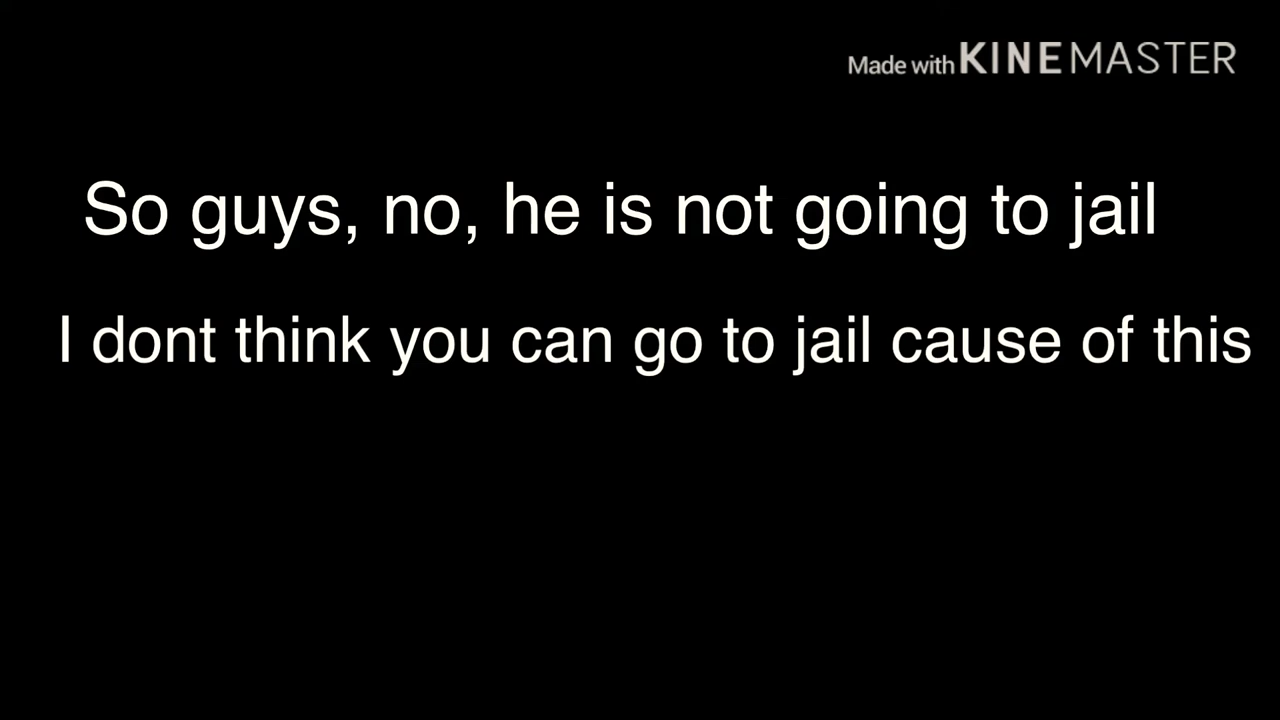 Made with KINEMASTER
So guys, no, he is not going to jail
I dont think you can go to jail cause of this